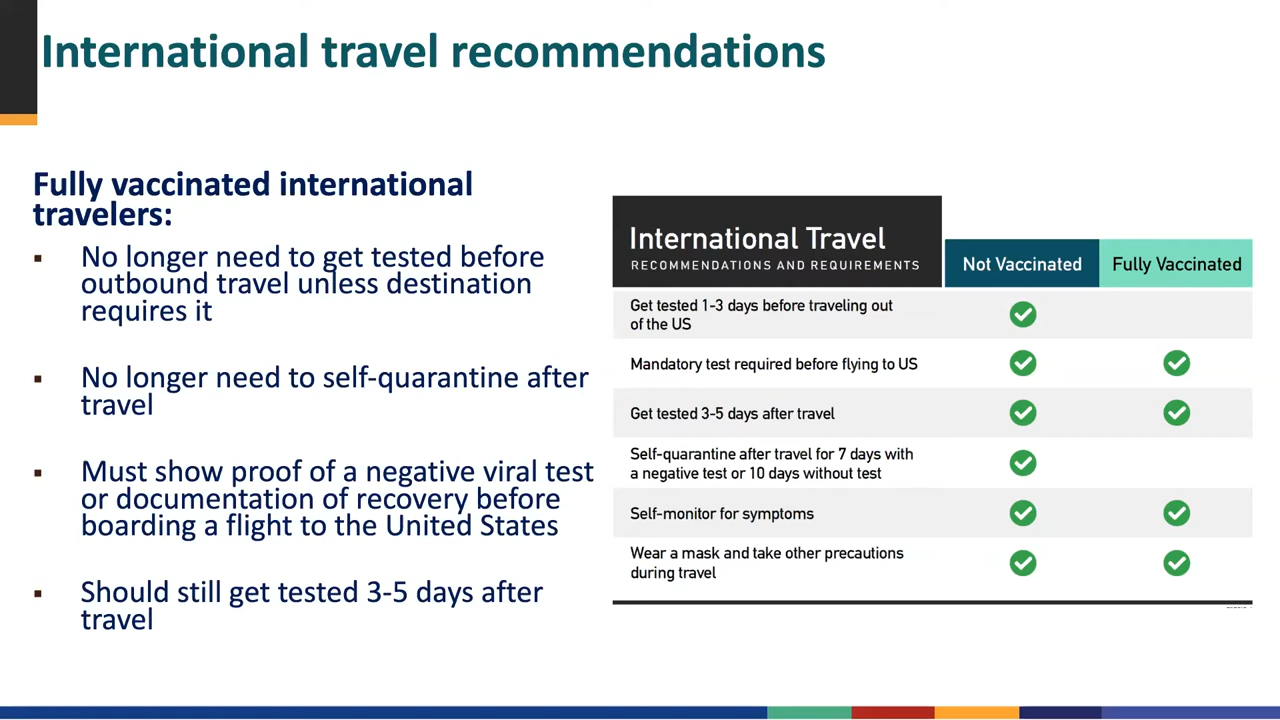 International travel recommendations
Fully vaccinated international
travelers:
▪ No longer need to get tested before
outbound travel unless destination
requires it
▪ No longer need to self-quarantine after
travel
▪ Must show proof of a negative viral test
or documentation of recovery before
boarding a flight to the United States
▪ Should still get tested 3-5 days after
travel
International Travel
RECOMMENDATIONS AND REQUIREMENTS
Not Vaccinated
Fully Vaccinated
Get tested 1-3 days before traveling out
of the US
Mandatory test required before flying to US
Get tested 3-5 days after travel
Self-quarantine after travel for 7 days with
a negative test or 10 days without test
Self-monitor for symptoms
Wear a mask and take other precautions
during travel